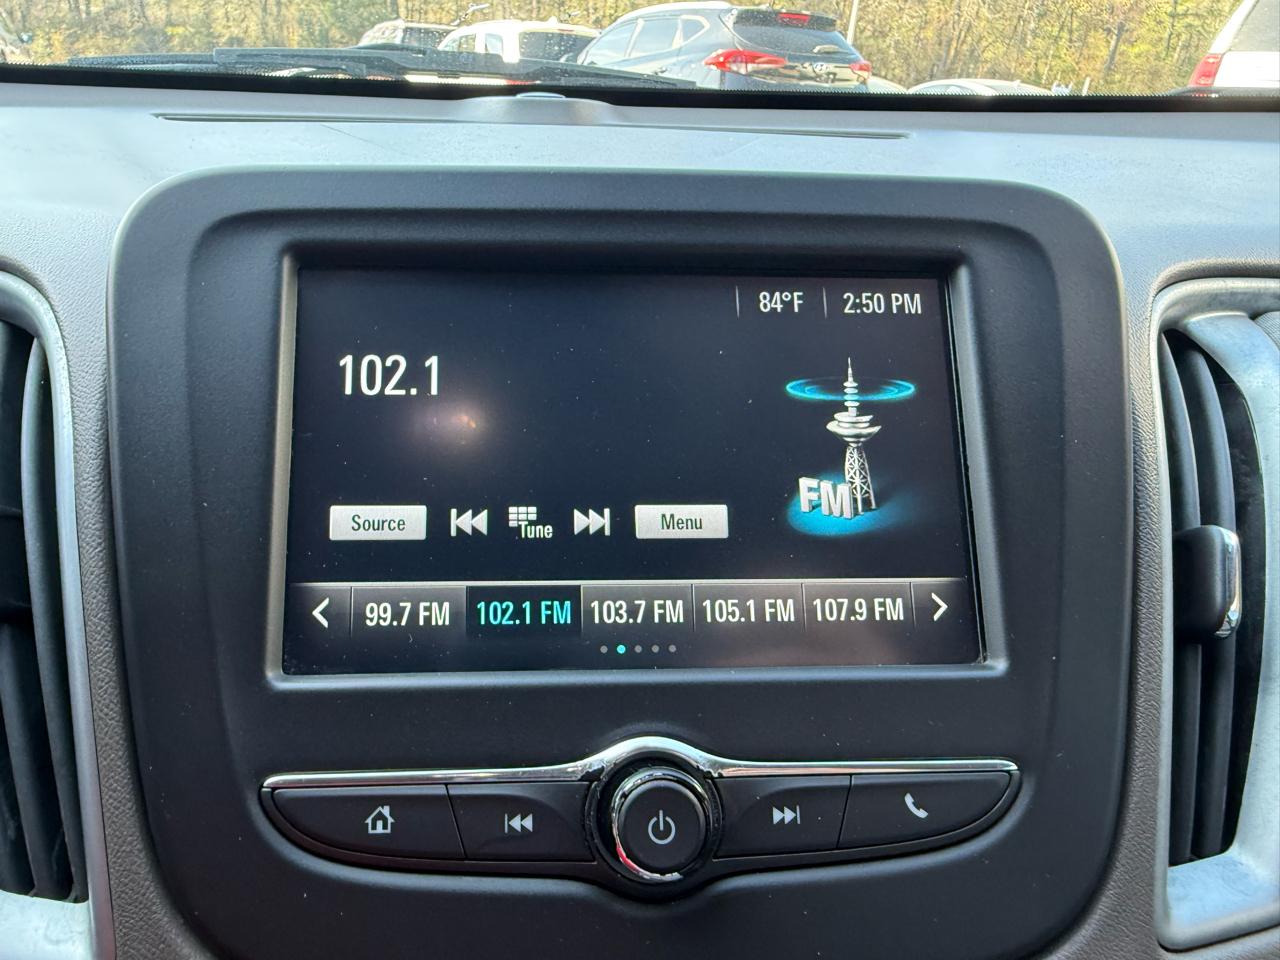 84°F 2:50 PM
102.1
FM
Source Tune Menu
99.7 FM 102.1 FM 103.7 FM 105.1 FM 107.9 FM